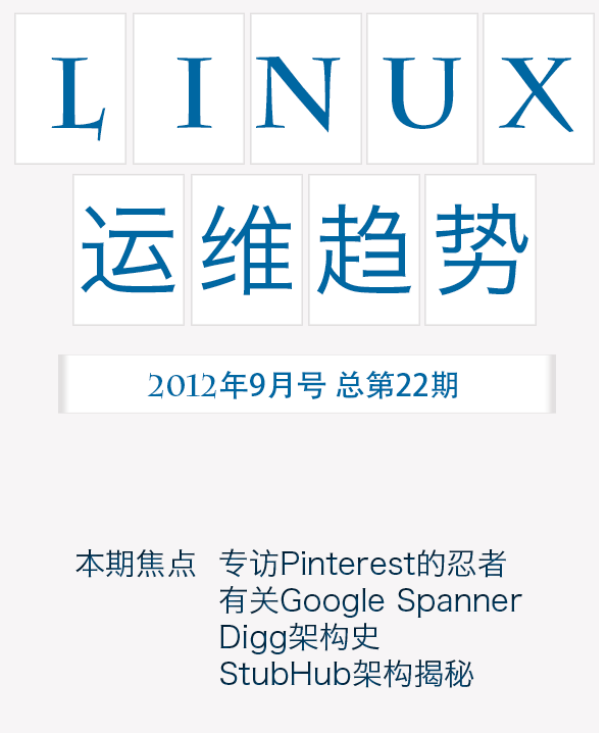 LINUX
运维趋势
2012年9月号 总第22期
本期焦点 专访Pinterest的忍者
有关Google Spanner
Digg架构史
StubHub架构揭秘